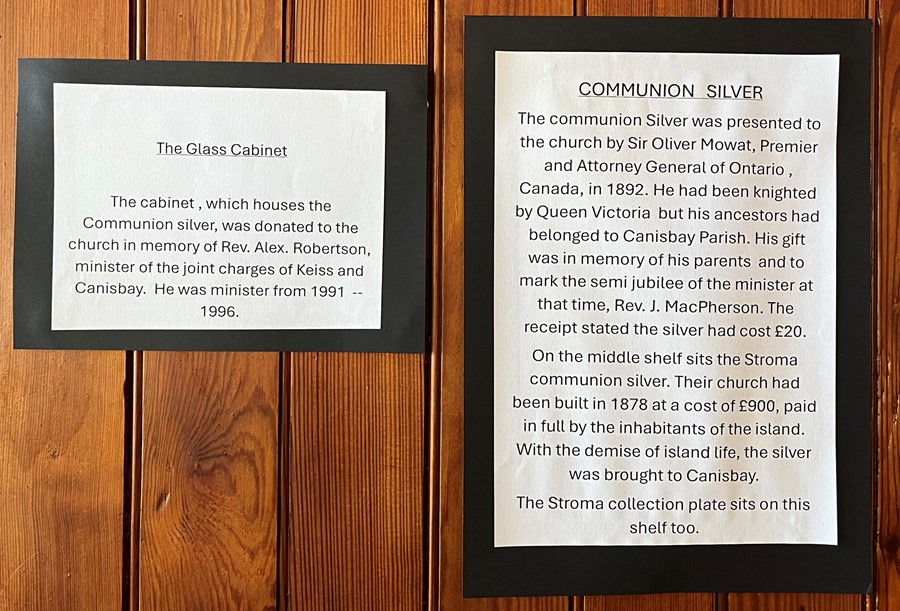 The Glass Cabinet
The cabinet , which houses the
Communion silver, was donated to the
church in memory of Rev. Alex. Robertson,
minister of the joint charges of Keiss and
Canisbay. He was minister from 1991 --
1996.
COMMUNION SILVER
The communion Silver was presented to
the church by Sir Oliver Mowat, Premier
and Attorney General of Ontario ,
Canada, in 1892. He had been knighted
by Queen Victoria but his ancestors had
belonged to Canisbay Parish. His gift
was in memory of his parents and to
mark the semi jubilee of the minister at
that time, Rev. J. MacPherson. The
receipt stated the silver had cost £20.
On the middle shelf sits the Stroma
communion silver. Their church had
been built in 1878 at a cost of £900, paid
in full by the inhabitants of the island.
With the demise of island life, the silver
was brought to Canisbay.
The Stroma collection plate sits on this
shelf too.